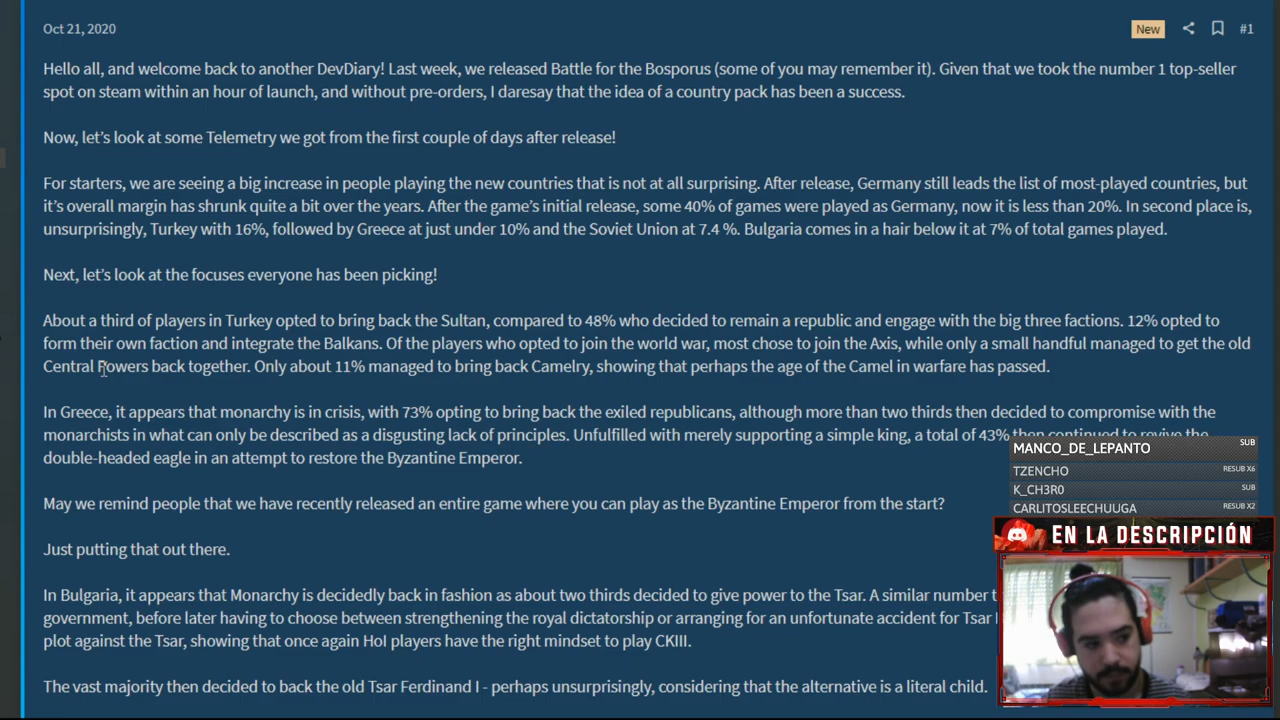 Oct 21, 2020
New
#1
Hello all, and welcome back to another DevDiary! Last week, we released Battle for the Bosporus (some of you may remember it). Given that we took the number 1 top-seller
spot on steam within an hour of launch, and without pre-orders, I daresay that the idea of a country pack has been a success.
Now, let's look at some Telemetry we got from the first couple of days after release!
For starters, we are seeing a big increase in people playing the new countries that is not at all surprising. After release, Germany still leads the list of most-played countries, but
it's overall margin has shrunk quite a bit over the years. After the game's initial release, some 40% of games were played as Germany, now it is less than 20%. In second place is,
unsurprisingly, Turkey with 16%, followed by Greece at just under 10% and the Soviet Union at 7.4 %. Bulgaria comes in a hair below it at 7% of total games played.
Next, let's look at the focuses everyone has been picking!
About a third of players in Turkey opted to bring back the Sultan, compared to 48% who decided to remain a republic and engage with the big three factions. 12% opted to
form their own faction and integrate the Balkans. Of the players who opted to join the world war, most chose to join the Axis, while only a small handful managed to get the old
Central Powers back together. Only about 11% managed to bring back Camelry, showing that perhaps the age of the Camel in warfare has passed.
In Greece, it appears that monarchy is in crisis, with 73% opting to bring back the exiled republicans, although more than two thirds then decided to compromise with the
monarchists in what can only be described as a disgusting lack of principles. Unfulfilled with merely supporting a simple king, a total of 43% then continued to revive the
double-headed eagle in an attempt to restore the Byzantine Emperor.
May we remind people that we have recently released an entire game where you can play as the Byzantine Emperor from the start?
Just putting that out there.
In Bulgaria, it appears that Monarchy is decidedly back in fashion as about two thirds decided to give power to the Tsar. A similar number
government, before later having to choose between strengthening the royal dictatorship or arranging for an unfortunate accident for Tsar
plot against the Tsar, showing that once again HoI players have the right mindset to play CKIII.
The vast majority then decided to back the old Tsar Ferdinand I - perhaps unsurprisingly, considering that the alternative is a literal child.
MANCO_DE_LEPANTO SUB
TZENCHO RESUB X6
K_CH3R0 SUB
CARLITOSLEECHUUGA RESUB X2
EN LA DESCRIPCIÓN